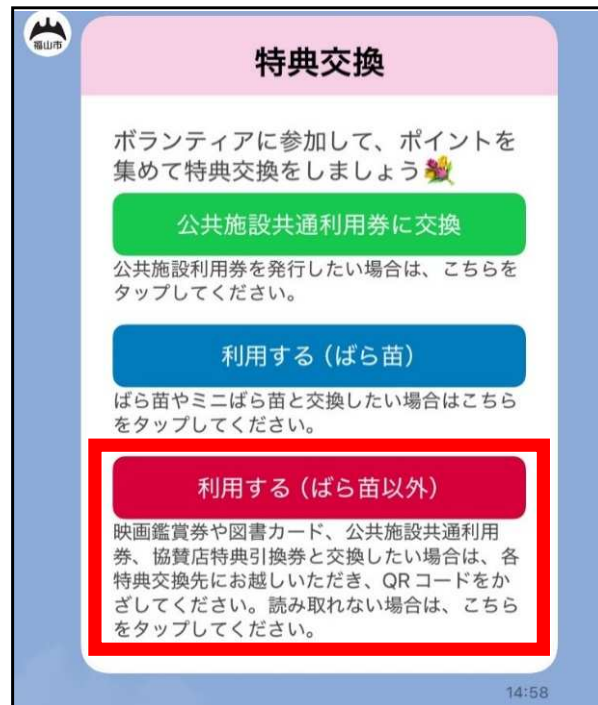 福山市
特典交換
ボランティアに参加して、ポイントを
集めて特典交換をしましょう💐
公共施設共通利用券に交換
公共施設利用券を発行したい場合は、こちらを
タップしてください。
利用する（ばら苗）
ばら苗やミニばら苗と交換したい場合はこちら
をタップしてください。
利用する（ばら苗以外）
映画鑑賞券や図書カード、公共施設共通利用
券、協賛店特典引換券と交換したい場合は、各
特典交換先にお越しいただき、QRコードをか
ざしてください。読み取れない場合は、こちら
をタップしてください。
14:58